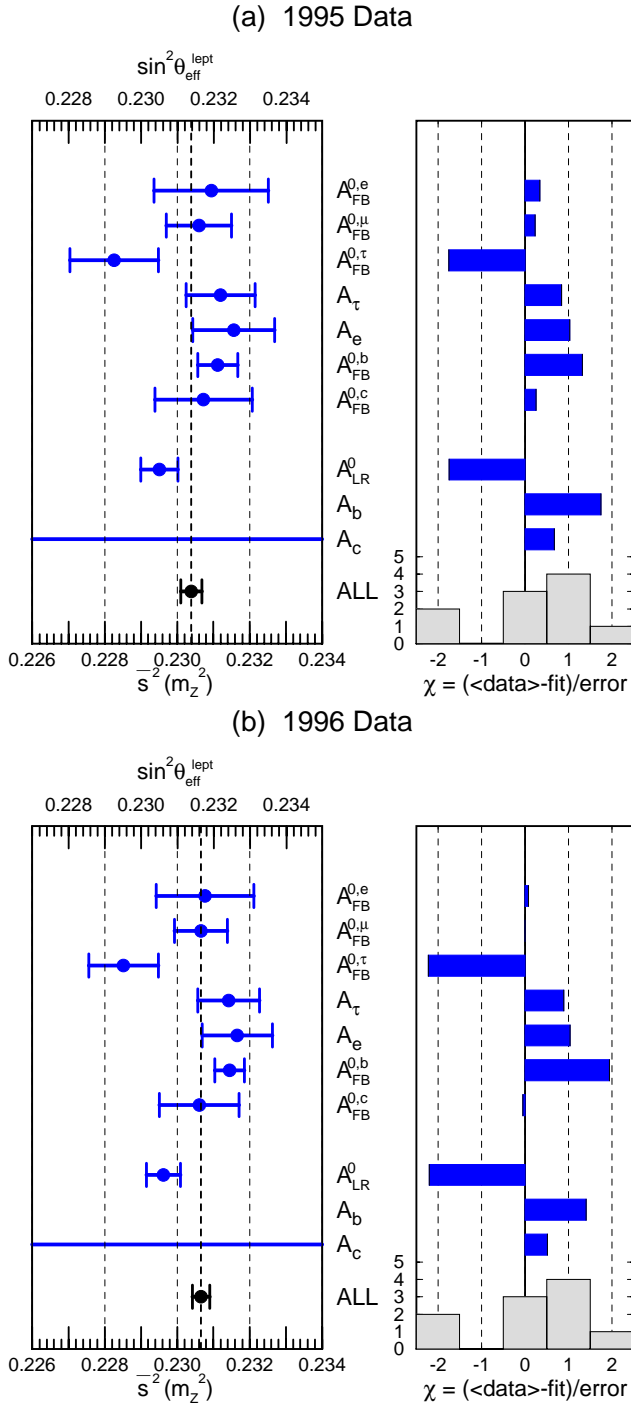 (a) 1995 Data
sin²θ_eff^lept
0.228 0.230 0.232 0.234
A_FB^0,e
A_FB^0,μ
A_FB^0,τ
A_τ
A_e
A_FB^0,b
A_FB^0,c
A_LR^0
A_b
A_c
ALL
5
4
3
2
1
0
0.226 0.228 0.230 0.232 0.234
-2 -1 0 1 2
s̅² (m_Z²)
χ = (<data>-fit)/error
(b) 1996 Data
sin²θ_eff^lept
0.228 0.230 0.232 0.234
A_FB^0,e
A_FB^0,μ
A_FB^0,τ
A_τ
A_e
A_FB^0,b
A_FB^0,c
A_LR^0
A_b
A_c
ALL
5
4
3
2
1
0
0.226 0.228 0.230 0.232 0.234
-2 -1 0 1 2
s̅² (m_Z²)
χ = (<data>-fit)/error